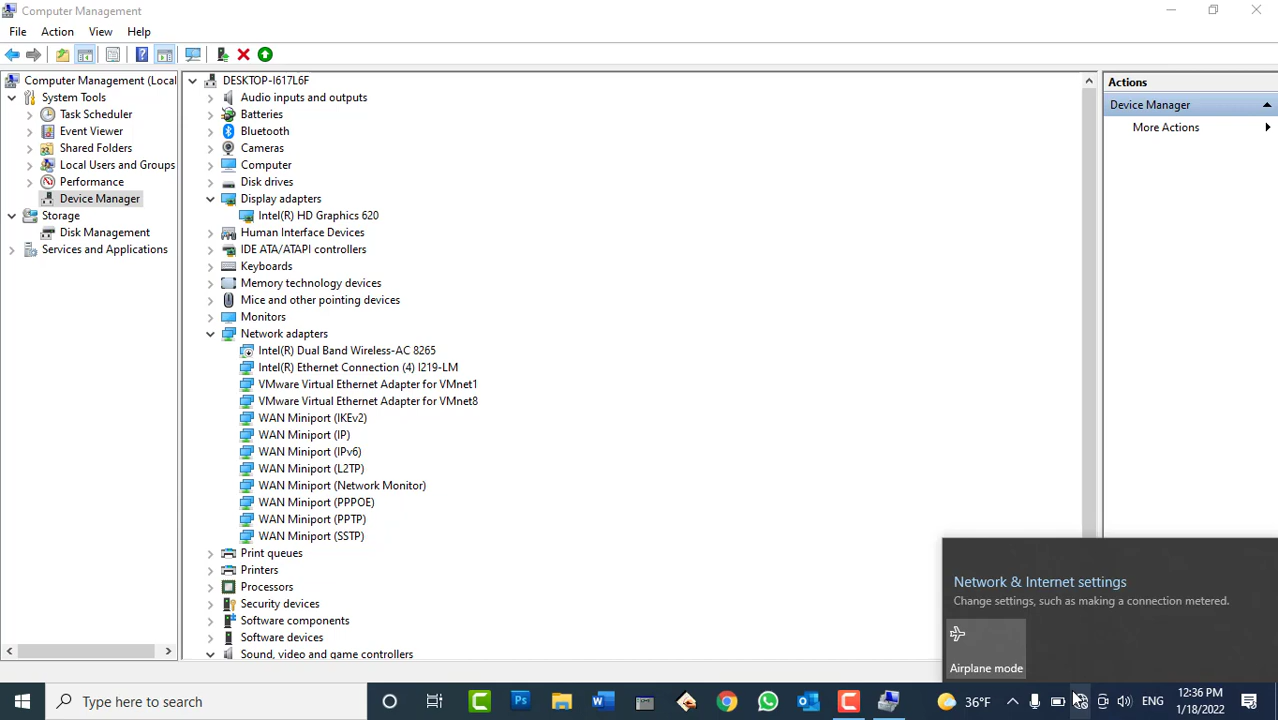 Computer Management
File Action View Help
Computer Management (Local
System Tools
Task Scheduler
Event Viewer
Shared Folders
Local Users and Groups
Performance
Device Manager
Storage
Disk Management
Services and Applications
DESKTOP-I617L6F
Audio inputs and outputs
Batteries
Bluetooth
Cameras
Computer
Disk drives
Display adapters
Intel(R) HD Graphics 620
Human Interface Devices
IDE ATA/ATAPI controllers
Keyboards
Memory technology devices
Mice and other pointing devices
Monitors
Network adapters
Intel(R) Dual Band Wireless-AC 8265
Intel(R) Ethernet Connection (4) I219-LM
VMware Virtual Ethernet Adapter for VMnet1
VMware Virtual Ethernet Adapter for VMnet8
WAN Miniport (IKEv2)
WAN Miniport (IP)
WAN Miniport (IPv6)
WAN Miniport (L2TP)
WAN Miniport (Network Monitor)
WAN Miniport (PPPOE)
WAN Miniport (PPTP)
WAN Miniport (SSTP)
Print queues
Printers
Processors
Security devices
Software components
Software devices
Sound, video and game controllers
Actions
Device Manager
More Actions
Network & Internet settings
Change settings, such as making a connection metered.
Airplane mode
Type here to search
36°F
ENG
12:36 PM
1/18/2022